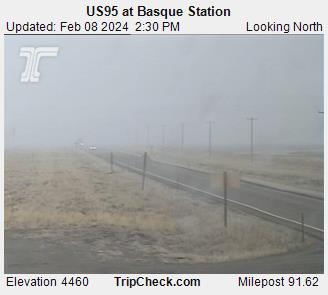 US95 at Basque Station
Updated: Feb 08 2024 2:30 PM Looking North
Elevation 4460 TripCheck.com Milepost 91.62